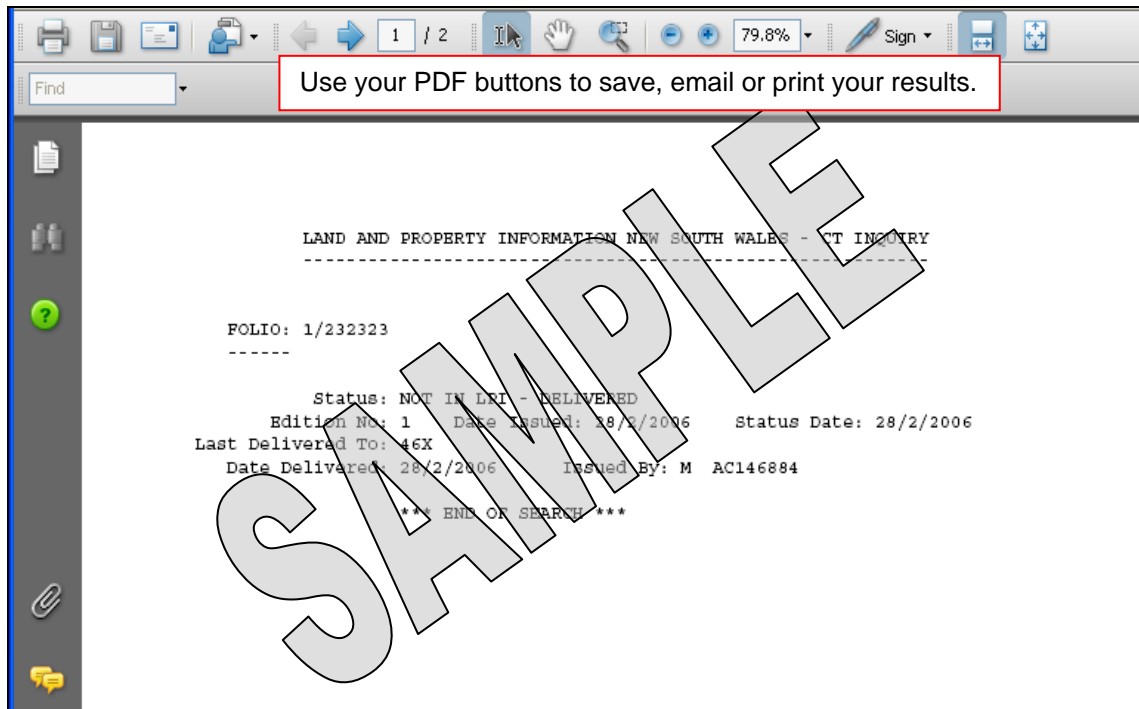 1 / 2
79.8%
Sign
Find
Use your PDF buttons to save, email or print your results.
LAND AND PROPERTY INFORMATION NEW SOUTH WALES - CT INQUIRY
----------------------------------------------------------
FOLIO: 1/232323
------
Status: NOT IN LPI - DELIVERED
Edition No: 1 Date Issued: 28/2/2006 Status Date: 28/2/2006
Last Delivered To: 46X
Date Delivered: 28/2/2006 Issued By: M AC146884
*** END OF SEARCH ***
SAMPLE